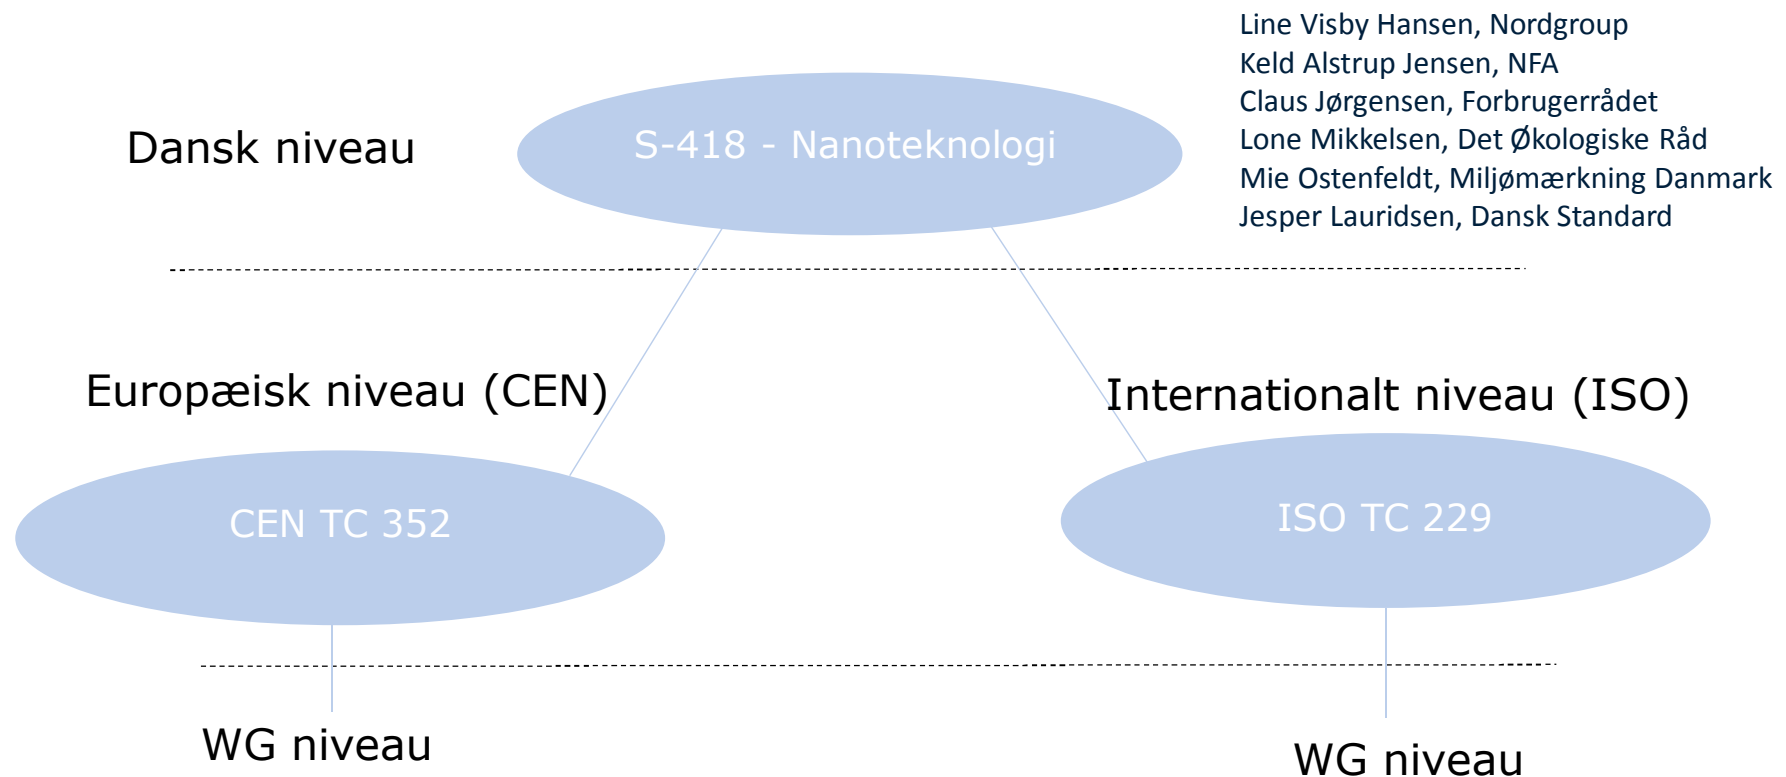 Line Visby Hansen, Nordgroup
Keld Alstrup Jensen, NFA
Claus Jørgensen, Forbrugerrådet
Lone Mikkelsen, Det Økologiske Råd
Mie Ostenfeldt, Miljømærkning Danmark
Jesper Lauridsen, Dansk Standard
Dansk niveau
S-418 - Nanoteknologi
Europæisk niveau (CEN)
Internationalt niveau (ISO)
CEN TC 352
ISO TC 229
WG niveau
WG niveau